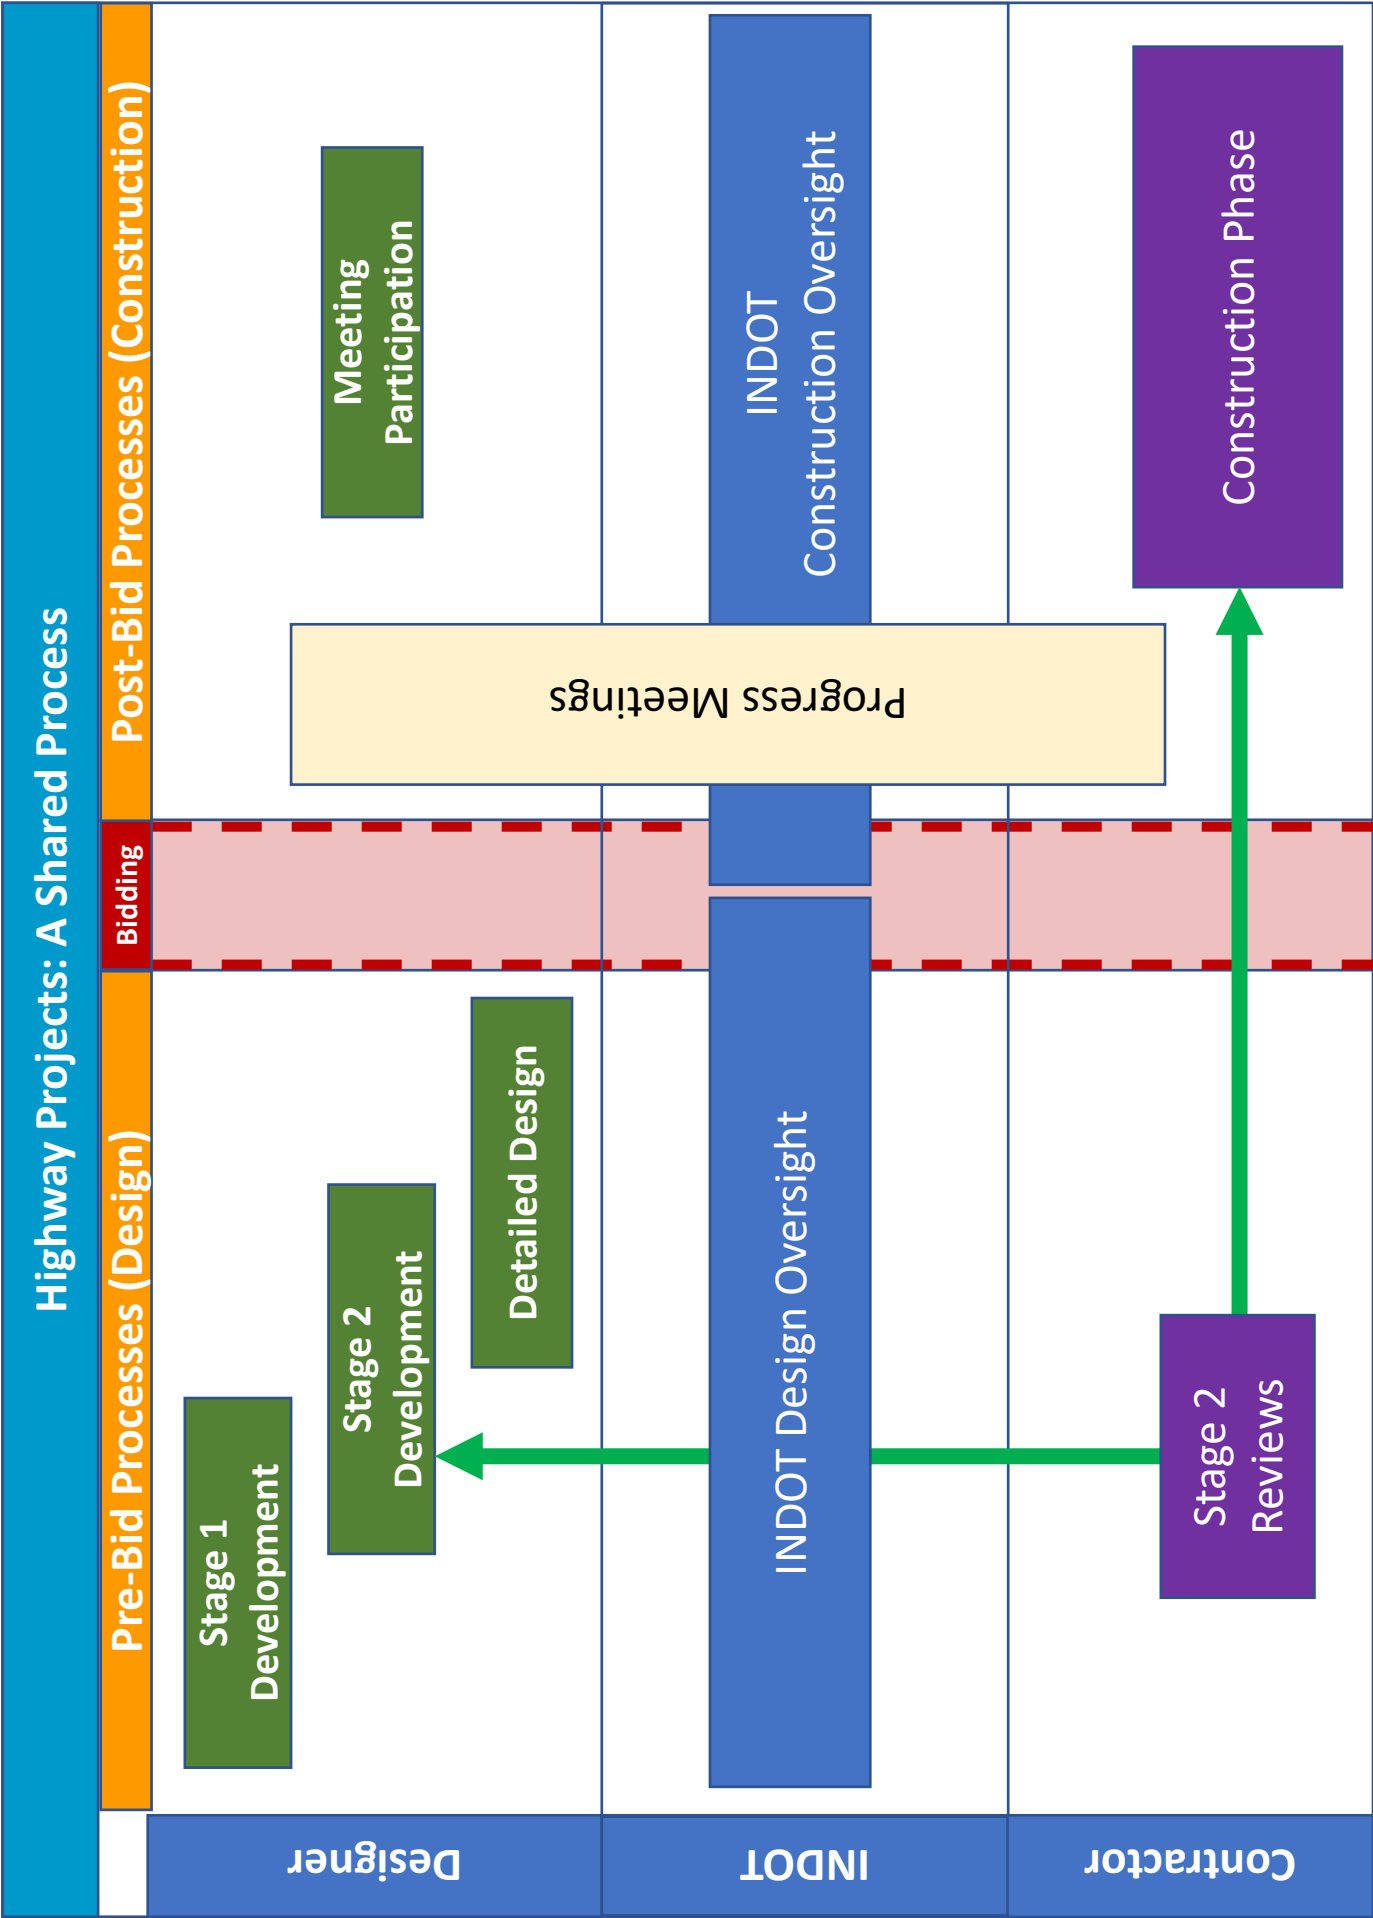 Highway Projects: A Shared Process
Pre-Bid Processes (Design)
Bidding
Post-Bid Processes (Construction)
Designer
Stage 1
Development
Stage 2
Development
Detailed Design
Meeting
Participation
Progress Meetings
INDOT
INDOT Design Oversight
INDOT
Construction Oversight
Contractor
Stage 2
Reviews
Construction Phase